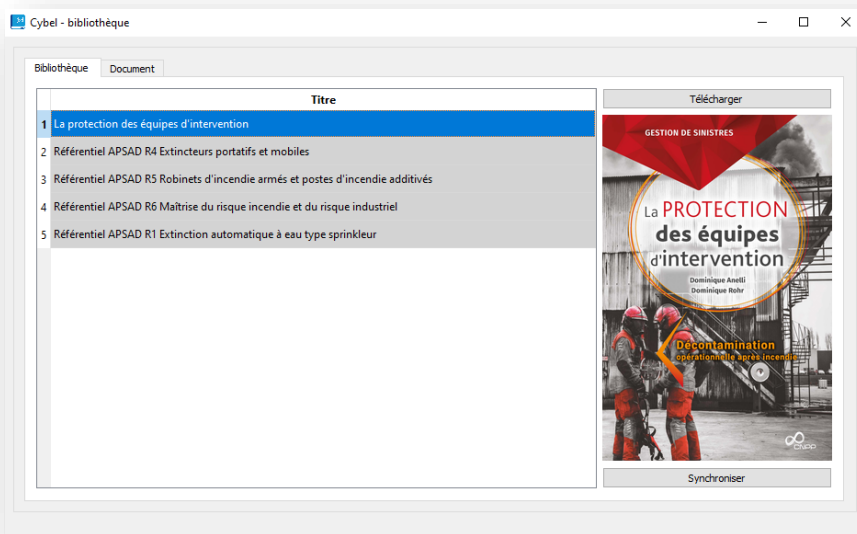 Cybel - bibliothèque
Bibliothèque Document
Titre
1 La protection des équipes d'intervention
2 Référentiel APSAD R4 Extincteurs portatifs et mobiles
3 Référentiel APSAD R5 Robinets d'incendie armés et postes d'incendie additivés
4 Référentiel APSAD R6 Maîtrise du risque incendie et du risque industriel
5 Référentiel APSAD R1 Extinction automatique à eau type sprinkleur
Télécharger
GESTION DE SINISTRES
La PROTECTION
des équipes
d'intervention
Dominique Anelli
Dominique Rohr
Décontamination
opérationnelle après incendie
CNPP
Synchroniser